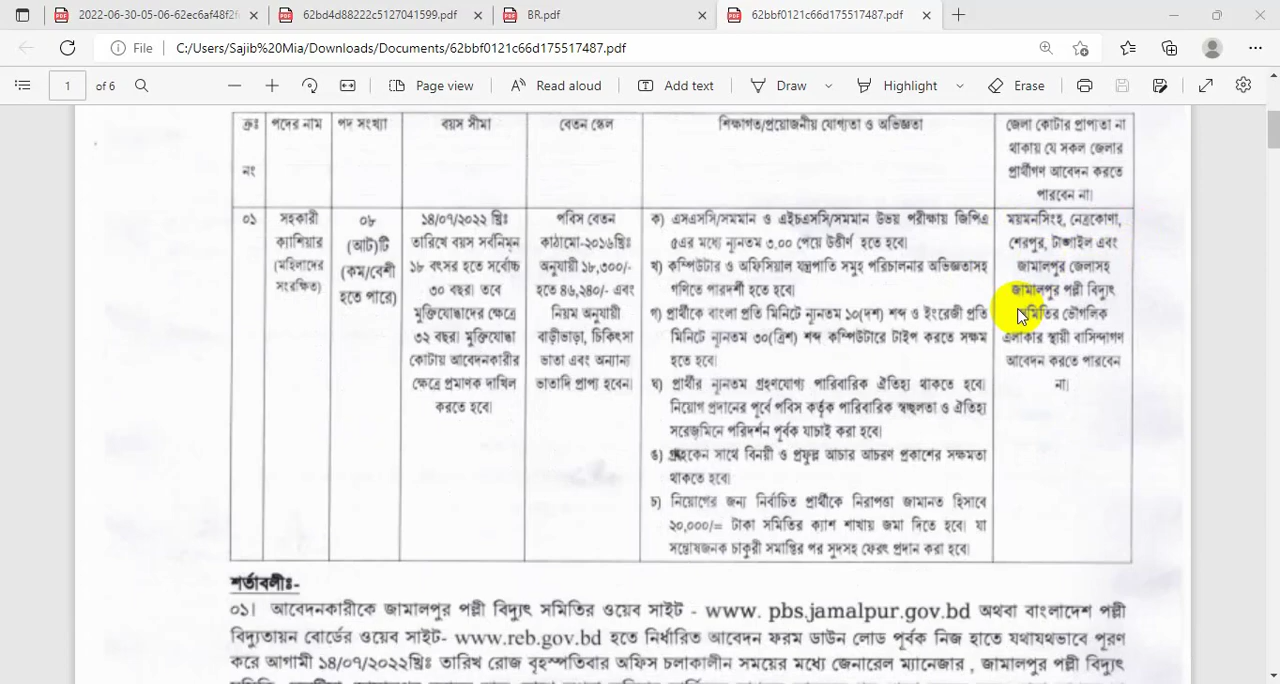 2022-06-30-05-06-62ec6af48f2f
62bd4d88222c5127041599.pdf
BR.pdf
62bbf0121c66d175517487.pdf
File
C:/Users/Sajib%20Mia/Downloads/Documents/62bbf0121c66d175517487.pdf
1 of 6
Page view
Read aloud
Add text
Draw
Highlight
Erase
ক্রঃ নং
পদের নাম
পদ সংখ্যা
বয়স সীমা
বেতন স্কেল
শিক্ষাগত/প্রয়োজনীয় যোগ্যতা ও অভিজ্ঞতা
জেলা কোটার প্রাপ্যতা না
থাকায় যে সকল জেলার
প্রার্থীগণ আবেদন করতে
পারবেন না।
০১
সহকারী
ক্যাশিয়ার
(মহিলাদের
সংরক্ষিত)
০৮
(আট)টি
(কম/বেশী
হতে পারে)
১৪/০৭/২০২২ খ্রিঃ
তারিখে বয়স সর্বনিম্ন
১৮ বৎসর হতে সর্বোচ্চ
৩০ বছর। তবে
মুক্তিযোদ্ধাদের ক্ষেত্রে
৩২ বছর। মুক্তিযোদ্ধা
কোটায় আবেদনকারীর
ক্ষেত্রে প্রমাণক দাখিল
করতে হবে।
পবিস বেতন
কাঠামো-২০১৬খ্রিঃ
অনুযায়ী ১৮,৩০০/-
হতে ৪৬,২৪০/- এবং
নিয়ম অনুযায়ী
বাড়ীভাড়া, চিকিৎসা
ভাতা এবং অন্যান্য
ভাতাদি প্রাপ্য হবেন।
ক) এসএসসি/সমমান ও এইচএসসি/সমমান উভয় পরীক্ষায় জিপিএ
৫এর মধ্যে ন্যূনতম ৩.০০ পেয়ে উত্তীর্ণ হতে হবে।
খ) কম্পিউটার ও অফিসিয়াল যন্ত্রপাতি সমুহ পরিচালনার অভিজ্ঞতাসহ
গণিতে পারদর্শী হতে হবে।
গ) প্রার্থীকে বাংলা প্রতি মিনিটে ন্যূনতম ১০(দশ) শব্দ ও ইংরেজী প্রতি
মিনিটে ন্যূনতম ৩০(ত্রিশ) শব্দ কম্পিউটারে টাইপ করতে সক্ষম
হতে হবে।
ঘ) প্রার্থীর ন্যূনতম গ্রহণযোগ্য পারিবারিক ঐতিহ্য থাকতে হবে।
নিয়োগ প্রদানের পূর্বে পবিস কর্তৃক পারিবারিক স্বচ্ছলতা ও ঐতিহ্য
সরেজমিনে পরিদর্শন পূর্বক যাচাই করা হবে।
ঙ) সাথে বিনয়ী ও প্রফুল্ল আচার আচরণ প্রকাশের সক্ষমতা
থাকতে হবে।
চ) নিয়োগের জন্য নির্বাচিত প্রার্থীকে নিরাপত্তা জামানত হিসাবে
২০,০০০/= টাকা সমিতির ক্যাশ শাখায় জমা দিতে হবে। যা
সন্তোষজনক চাকুরী সমাপ্তির পর সুদসহ ফেরৎ প্রদান করা হবে।
ময়মনসিংহ, নেত্রকোণা,
শেরপুর, টাঙ্গাইল এবং
জামালপুর জেলাসহ
জামালপুর পল্লী বিদ্যুৎ
সমিতির ভৌগলিক
এলাকার স্থায়ী বাসিন্দাগণ
আবেদন করতে পারবেন
না।
শর্তাবলীঃ-
০১। আবেদনকারীকে জামালপুর পল্লী বিদ্যুৎ সমিতির ওয়েব সাইট - www. pbs.jamalpur.gov.bd অথবা বাংলাদেশ পল্লী
বিদ্যুতায়ন বোর্ডের ওয়েব সাইট- www.reb.gov.bd হতে নির্ধারিত আবেদন ফরম ডাউন লোড পূর্বক নিজ হাতে যথাযথভাবে পূরণ
করে আগামী ১৪/০৭/২০২২খ্রিঃ তারিখ রোজ বৃহস্পতিবার অফিস চলাকালীন সময়ের মধ্যে জেনারেল ম্যানেজার , জামালপুর পল্লী বিদ্যুৎ